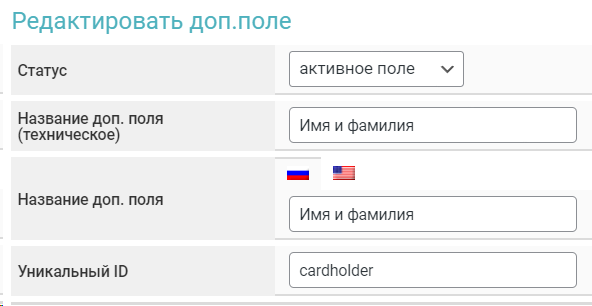 Редактировать доп.поле
Статус
активное поле
Название доп. поля
(техническое)
Имя и фамилия
Название доп. поля
Имя и фамилия
Уникальный ID
cardholder